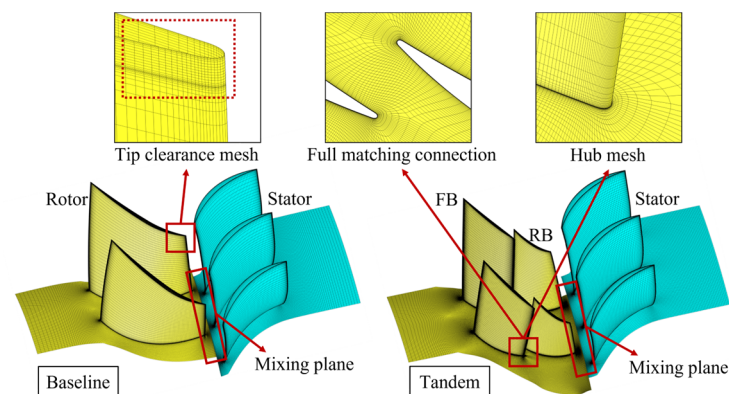 Tip clearance mesh
Full matching connection
Hub mesh
Rotor
Stator
FB
RB
Stator
Mixing plane
Mixing plane
Baseline
Tandem